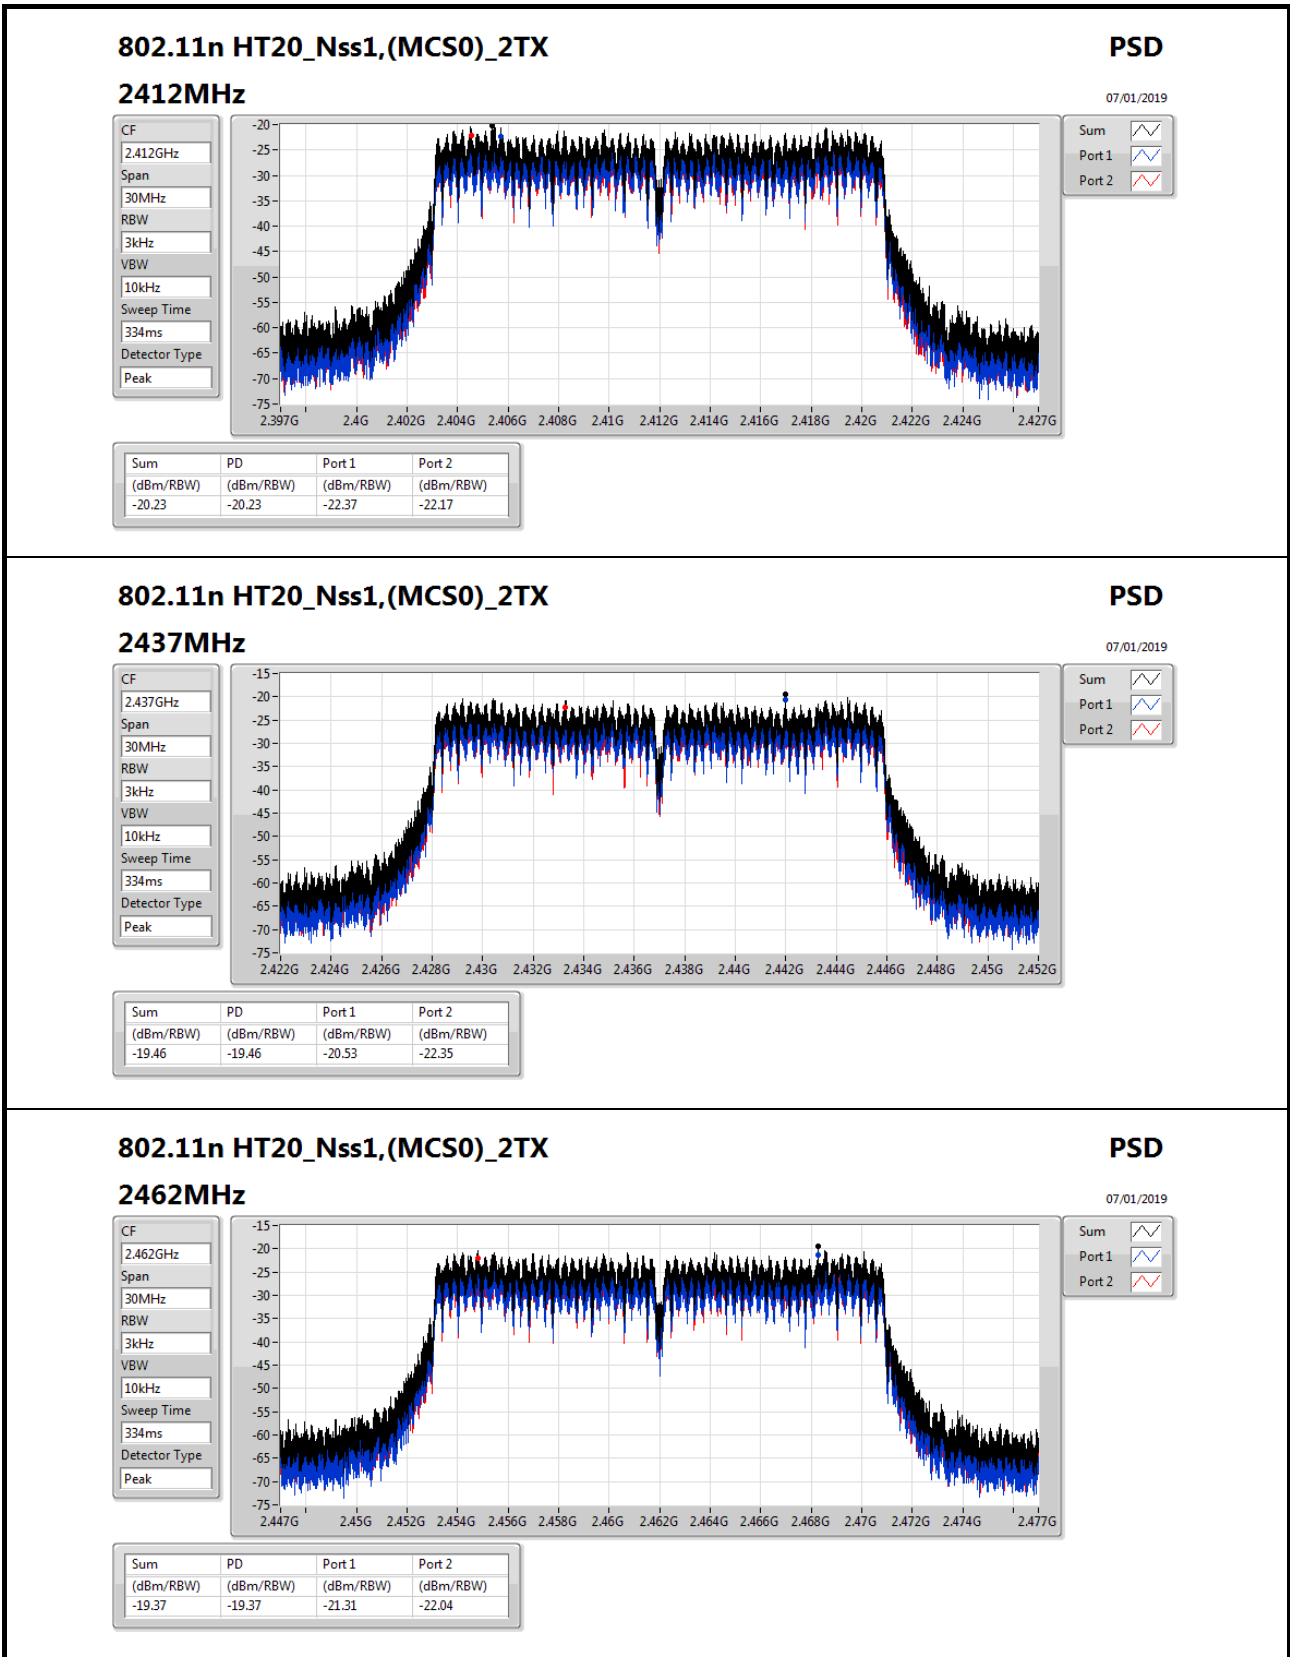 802.11n HT20_Nss1,(MCS0)_2TX PSD
2412MHz 07/01/2019
CF
2.412GHz
Span
30MHz
RBW
3kHz
VBW
10kHz
Sweep Time
334ms
Detector Type
Peak
-20
-25
-30
-35
-40
-45
-50
-55
-60
-65
-70
-75
2.397G 2.4G 2.402G 2.404G 2.406G 2.408G 2.41G 2.412G 2.414G 2.416G 2.418G 2.42G 2.422G 2.424G 2.427G
Sum
Port 1
Port 2
Sum PD Port 1 Port 2
(dBm/RBW) (dBm/RBW) (dBm/RBW) (dBm/RBW)
-20.23 -20.23 -22.37 -22.17
802.11n HT20_Nss1,(MCS0)_2TX PSD
2437MHz 07/01/2019
CF
2.437GHz
Span
30MHz
RBW
3kHz
VBW
10kHz
Sweep Time
334ms
Detector Type
Peak
-15
-20
-25
-30
-35
-40
-45
-50
-55
-60
-65
-70
-75
2.422G 2.424G 2.426G 2.428G 2.43G 2.432G 2.434G 2.436G 2.438G 2.44G 2.442G 2.444G 2.446G 2.448G 2.45G 2.452G
Sum
Port 1
Port 2
Sum PD Port 1 Port 2
(dBm/RBW) (dBm/RBW) (dBm/RBW) (dBm/RBW)
-19.46 -19.46 -20.53 -22.35
802.11n HT20_Nss1,(MCS0)_2TX PSD
2462MHz 07/01/2019
CF
2.462GHz
Span
30MHz
RBW
3kHz
VBW
10kHz
Sweep Time
334ms
Detector Type
Peak
-15
-20
-25
-30
-35
-40
-45
-50
-55
-60
-65
-70
-75
2.447G 2.45G 2.452G 2.454G 2.456G 2.458G 2.46G 2.462G 2.464G 2.466G 2.468G 2.47G 2.472G 2.474G 2.477G
Sum
Port 1
Port 2
Sum PD Port 1 Port 2
(dBm/RBW) (dBm/RBW) (dBm/RBW) (dBm/RBW)
-19.37 -19.37 -21.31 -22.04